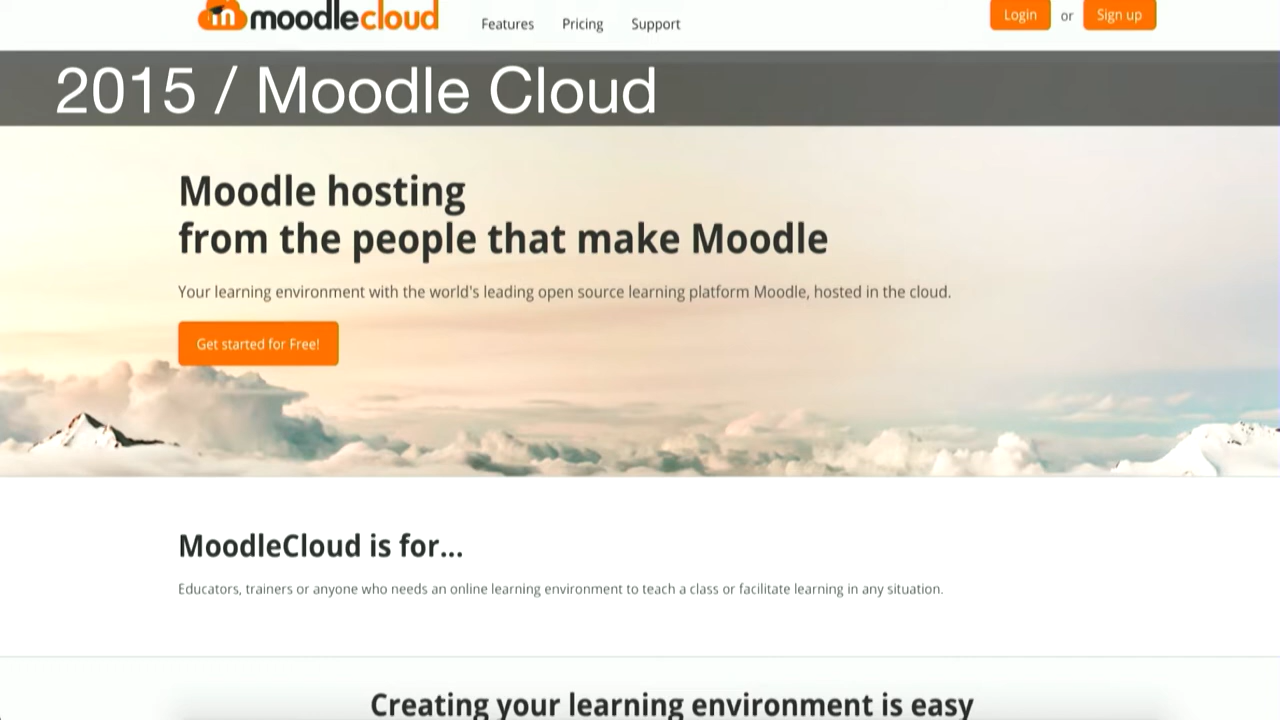 moodlecloud
Features Pricing Support
Login or Sign up
2015 / Moodle Cloud
Moodle hosting
from the people that make Moodle
Your learning environment with the world's leading open source learning platform Moodle, hosted in the cloud.
Get started for Free!
MoodleCloud is for...
Educators, trainers or anyone who needs an online learning environment to teach a class or facilitate learning in any situation.
Creating your learning environment is easy